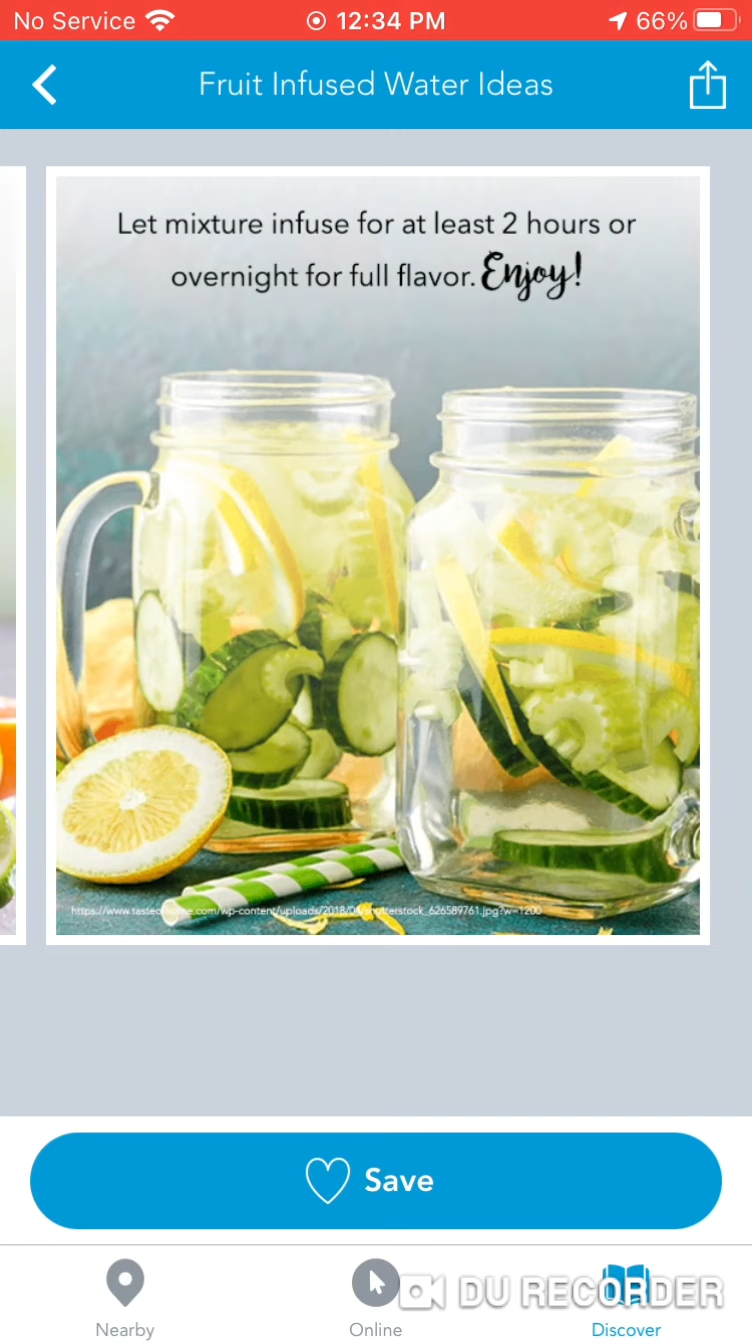 No Service 12:34 PM 66%
Fruit Infused Water Ideas
Let mixture infuse for at least 2 hours or
overnight for full flavor. Enjoy!
https://www.tasteofhome.com/wp-content/uploads/2018/04/shutterstock_626589761.jpg?w=1200
Save
DU RECORDER
Nearby Online Discover